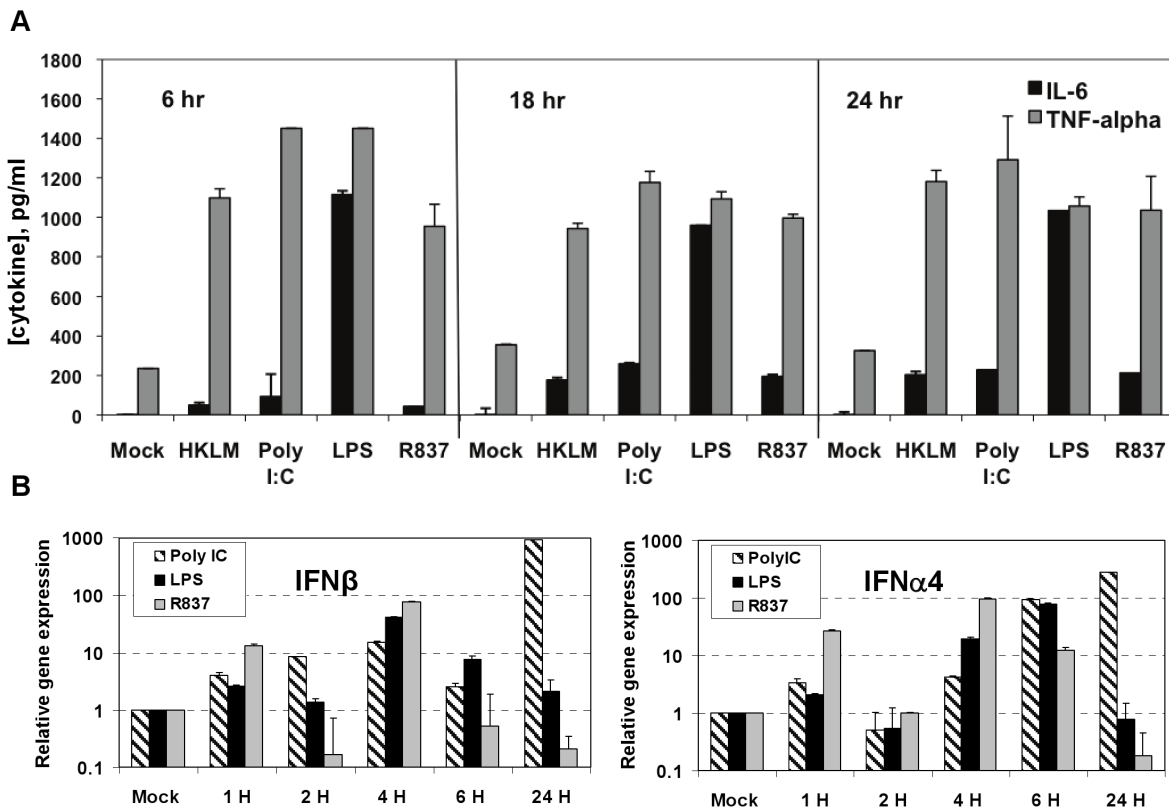 A
[cytokine], pg/ml
1800
1600
1400
1200
1000
800
600
400
200
0
6 hr
18 hr
24 hr
IL-6
TNF-alpha
Mock HKLM Poly I:C LPS R837
Mock HKLM Poly I:C LPS R837
Mock HKLM Poly I:C LPS R837
B
Relative gene expression
1000
100
10
1
0.1
Poly IC
LPS
R837
IFNβ
Mock 1 H 2 H 4 H 6 H 24 H
Relative gene expression
1000
100
10
1
0.1
PolyIC
LPS
R837
IFNα4
Mock 1 H 2 H 4 H 6 H 24 H